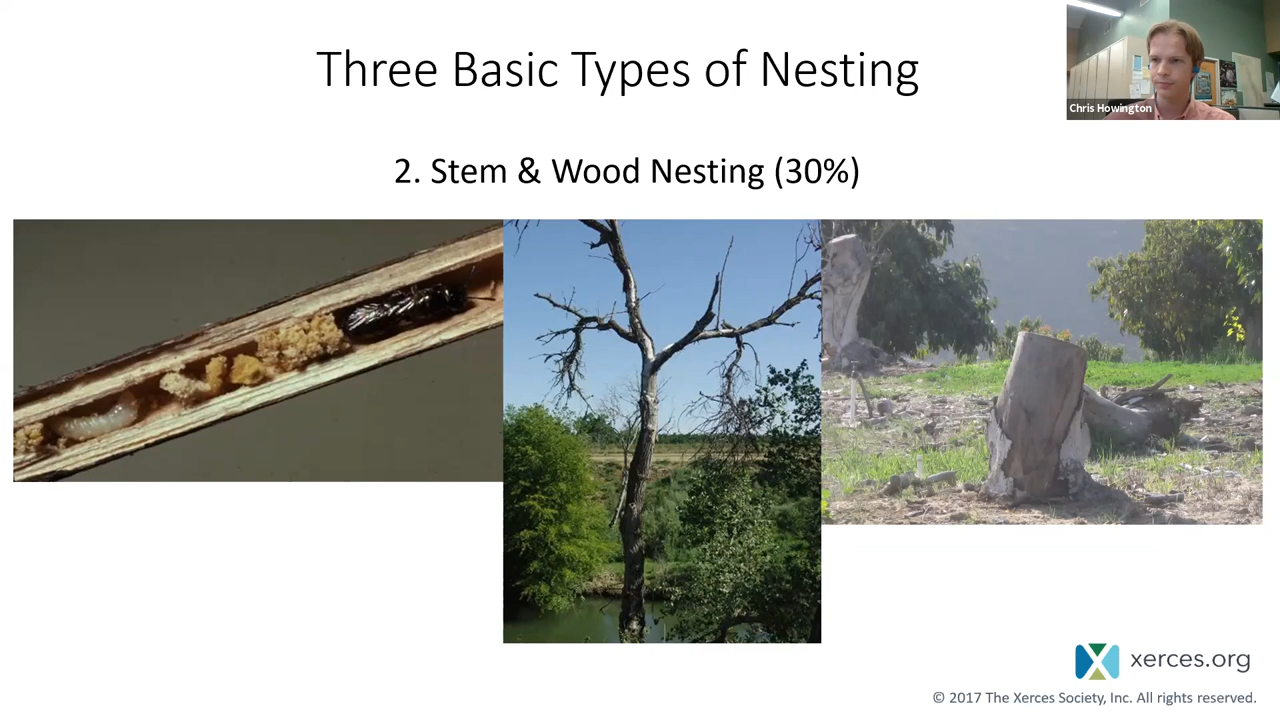 Three Basic Types of Nesting
Chris Howington
2. Stem & Wood Nesting (30%)
xerces.org
© 2017 The Xerces Society, Inc. All rights reserved.